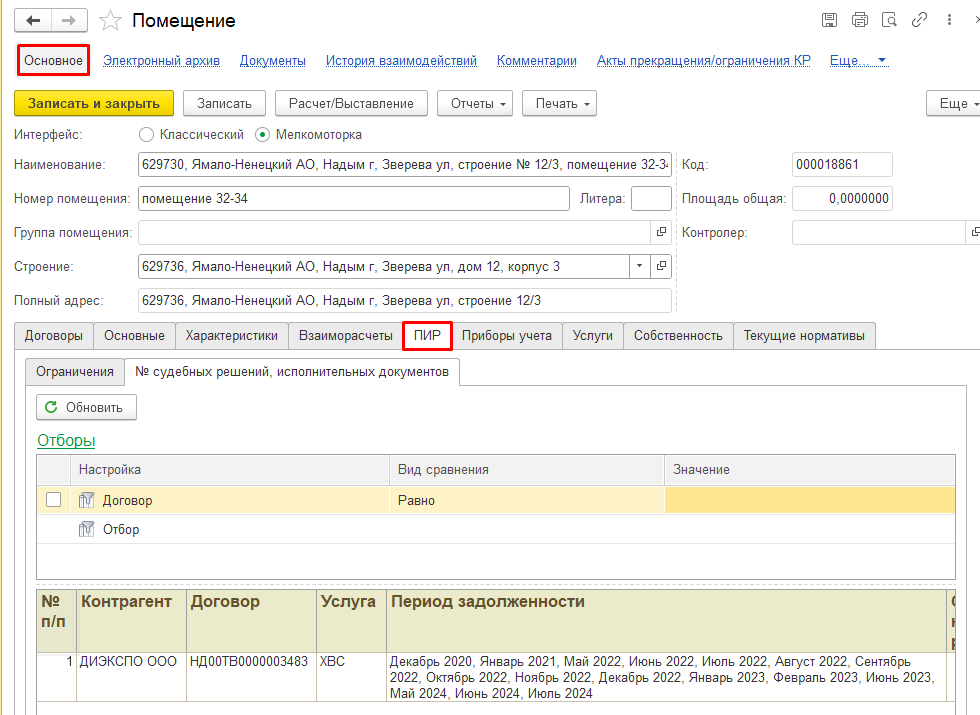 Помещение
Основное Электронный архив Документы История взаимодействий Комментарии Акты прекращения/ограничения КР Еще...
Записать и закрыть Записать Расчет/Выставление Отчеты Печать Еще
Интерфейс: Классический Мелкомоторка
Наименование: 629730, Ямало-Ненецкий АО, Надым г, Зверева ул, строение № 12/3, помещение 32-34 Код: 000018861
Номер помещения: помещение 32-34 Литера: Площадь общая: 0,0000000
Группа помещения: Контролер:
Строение: 629736, Ямало-Ненецкий АО, Надым г, Зверева ул, дом 12, корпус 3
Полный адрес: 629736, Ямало-Ненецкий АО, Надым г, Зверева ул, строение 12/3
Договоры Основные Характеристики Взаиморасчеты ПИР Приборы учета Услуги Собственность Текущие нормативы
Ограничения № судебных решений, исполнительных документов
Обновить
Отборы
Настройка Вид сравнения Значение
Договор Равно
Отбор
№ Контрагент Договор Услуга Период задолженности
п/п
1 ДИЭКСПО ООО НД00ТВ0000003483 ХВС Декабрь 2020, Январь 2021, Май 2022, Июнь 2022, Июль 2022, Август 2022, Сентябрь
2022, Октябрь 2022, Ноябрь 2022, Декабрь 2022, Январь 2023, Февраль 2023, Июнь 2023,
Май 2024, Июнь 2024, Июль 2024